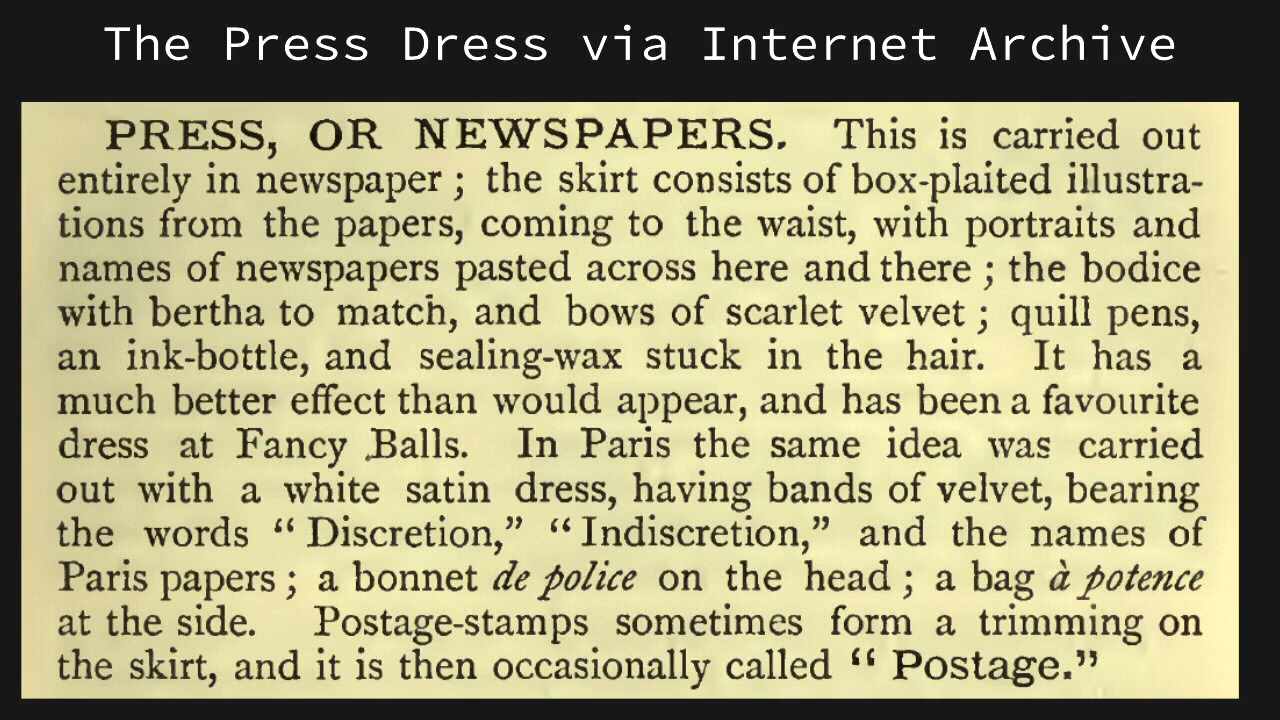 The Press Dress via Internet Archive
PRESS, OR NEWSPAPERS. This is carried out
entirely in newspaper ; the skirt consists of box-plaited illustra-
tions from the papers, coming to the waist, with portraits and
names of newspapers pasted across here and there ; the bodice
with bertha to match, and bows of scarlet velvet ; quill pens,
an ink-bottle, and sealing-wax stuck in the hair. It has a
much better effect than would appear, and has been a favourite
dress at Fancy Balls. In Paris the same idea was carried
out with a white satin dress, having bands of velvet, bearing
the words “ Discretion,” “ Indiscretion,” and the names of
Paris papers ; a bonnet de police on the head ; a bag à potence
at the side. Postage-stamps sometimes form a trimming on
the skirt, and it is then occasionally called “ Postage.”